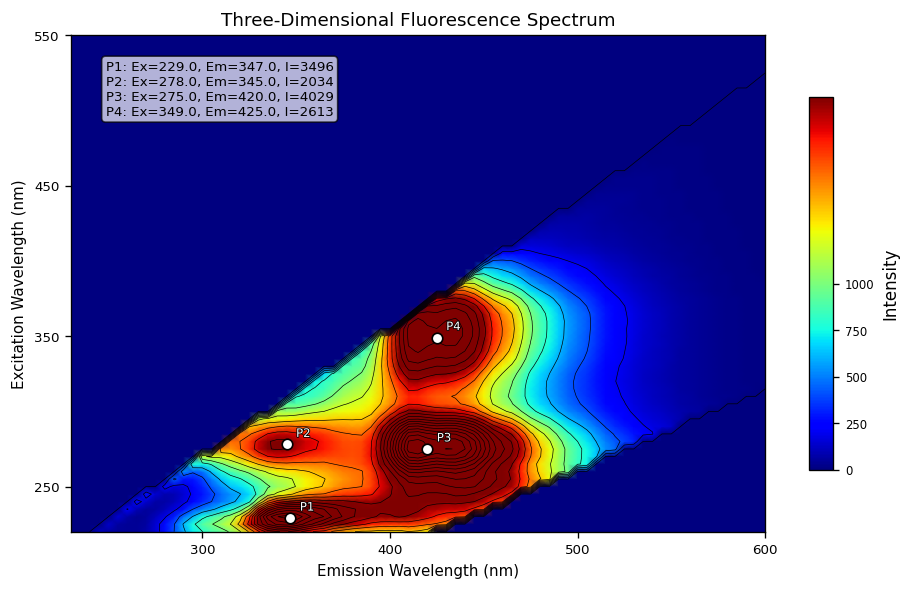 Three-Dimensional Fluorescence Spectrum
550
450
350
250
Excitation Wavelength (nm)
P1: Ex=229.0, Em=347.0, I=3496
P2: Ex=278.0, Em=345.0, I=2034
P3: Ex=275.0, Em=420.0, I=4029
P4: Ex=349.0, Em=425.0, I=2613
P4
P2
P3
P1
300
400
500
600
Emission Wavelength (nm)
1000
750
500
250
0
Intensity